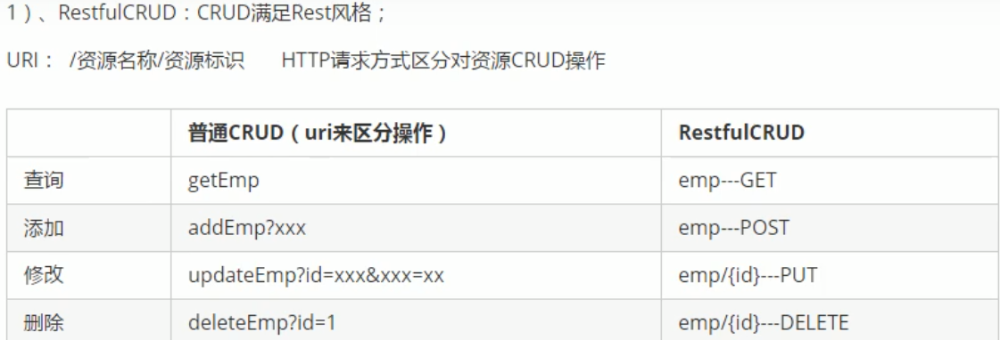 1）、RestfulCRUD：CRUD满足Rest风格；
URI： /资源名称/资源标识 HTTP请求方式区分对资源CRUD操作
普通CRUD（uri来区分操作） RestfulCRUD
查询 getEmp emp---GET
添加 addEmp?xxx emp---POST
修改 updateEmp?id=xxx&xxx=xx emp/{id}---PUT
删除 deleteEmp?id=1 emp/{id}---DELETE